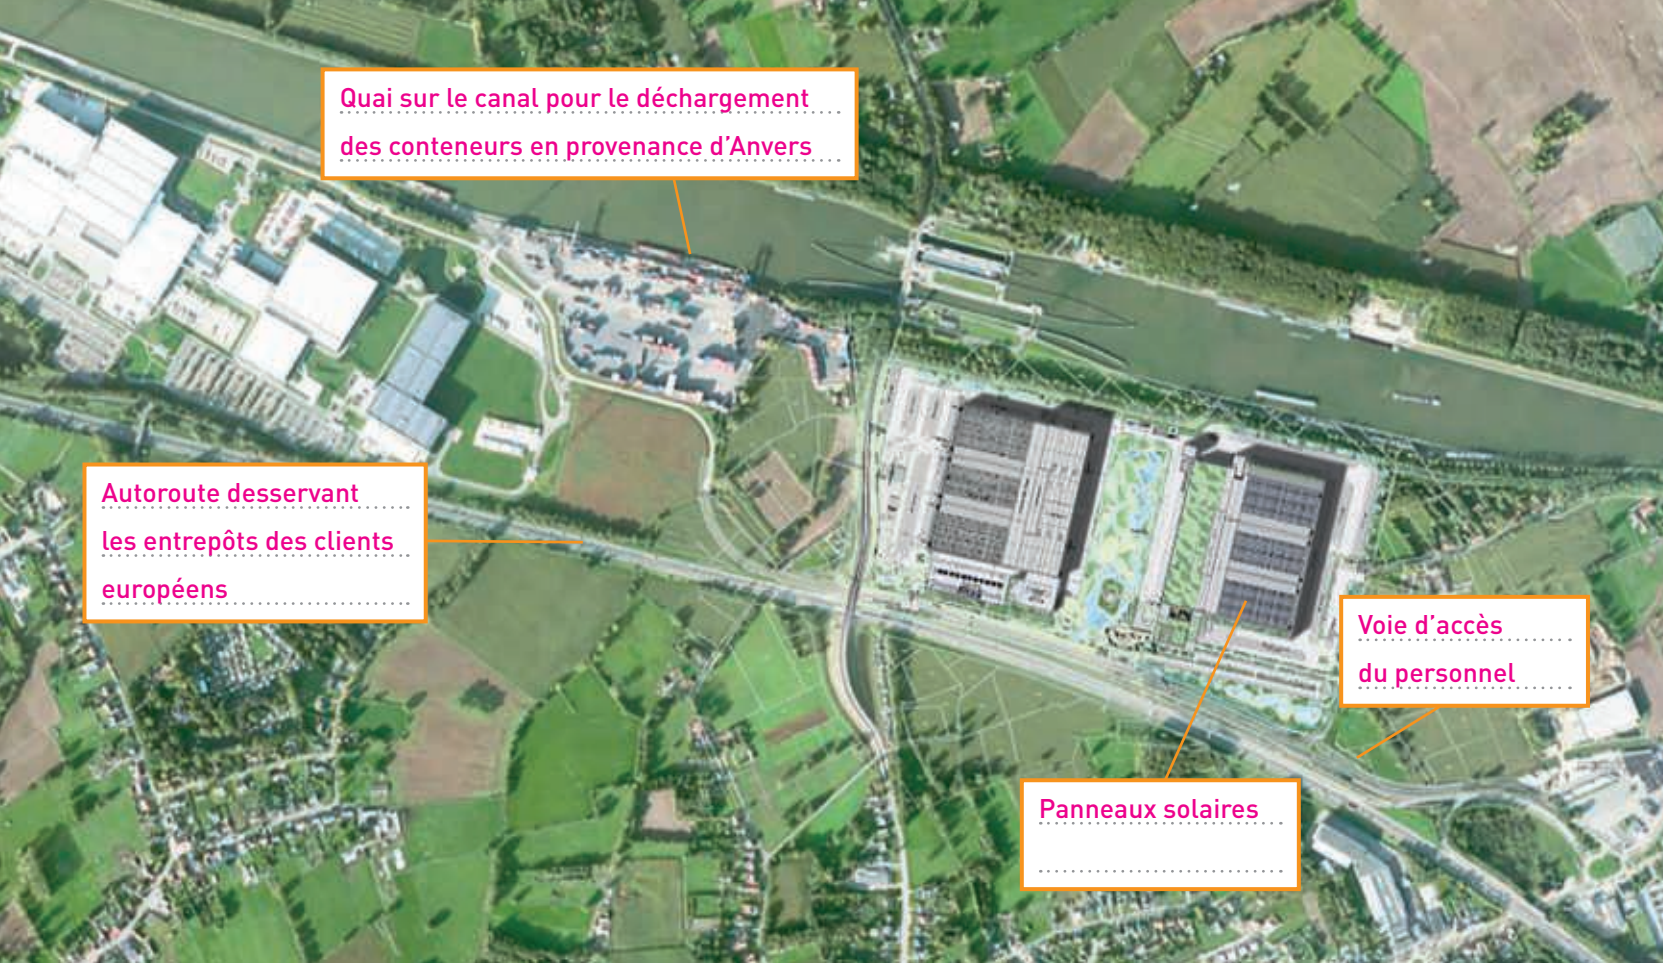 Quai sur le canal pour le déchargement
des conteneurs en provenance d'Anvers
Autoroute desservant
les entrepôts des clients
européens
Voie d'accès
du personnel
Panneaux solaires